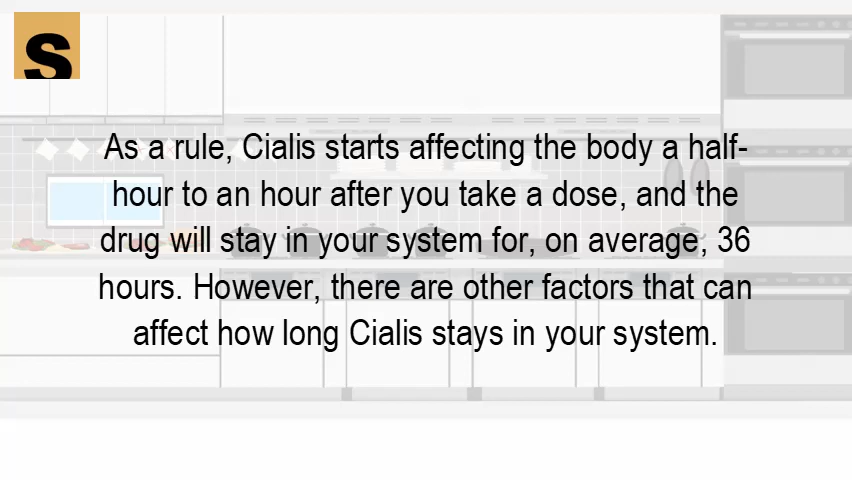 S
As a rule, Cialis starts affecting the body a half-
hour to an hour after you take a dose, and the
drug will stay in your system for, on average, 36
hours. However, there are other factors that can
affect how long Cialis stays in your system.